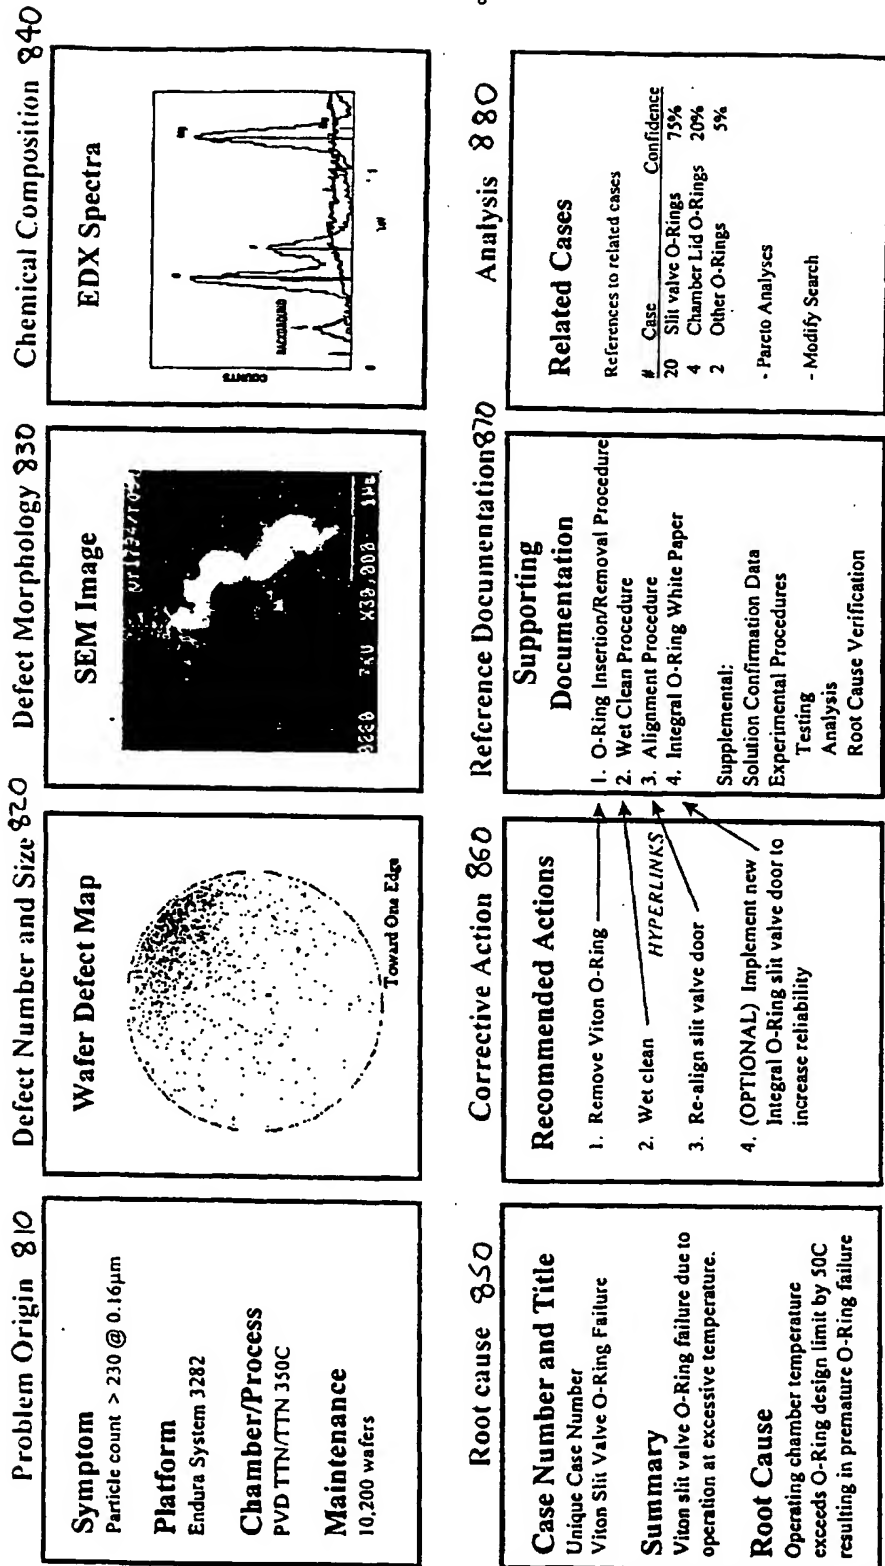 Problem Origin 810
Symptom
Particle count > 230 @ 0.16µm
Platform
Endura System 3282
Chamber/Process
PVD TTN/TTN 350C
Maintenance
10,200 wafers
Defect Number and Size 820
Wafer Defect Map
Toward One Edge
Defect Morphology 830
SEM Image
7KU X30,000 1µm
Chemical Composition 840
EDX Spectra
COUNTS
BACKGROUND
0
Root cause 850
Case Number and Title
Unique Case Number
Viton Slit Valve O-Ring Failure
Summary
Viton slit valve O-Ring failure due to
operation at excessive temperature.
Root Cause
Operating chamber temperature
exceeds O-Ring design limit by 50C
resulting in premature O-Ring failure
Corrective Action 860
Recommended Actions
1. Remove Viton O-Ring
2. Wet clean
HYPERLINKS
3. Re-align slit valve door
4. (OPTIONAL) Implement new
Integral O-Ring slit valve door to
increase reliability
Reference Documentation 870
Supporting
Documentation
1. O-Ring Insertion/Removal Procedure
2. Wet Clean Procedure
3. Alignment Procedure
4. Integral O-Ring White Paper
Supplemental:
Solution Confirmation Data
Experimental Procedures
Testing
Analysis
Root Cause Verification
Analysis 880
Related Cases
References to related cases
# Case Confidence
20 Slit valve O-Rings 75%
4 Chamber Lid O-Rings 20%
2 Other O-Rings 5%
- Pareto Analyses
- Modify Search